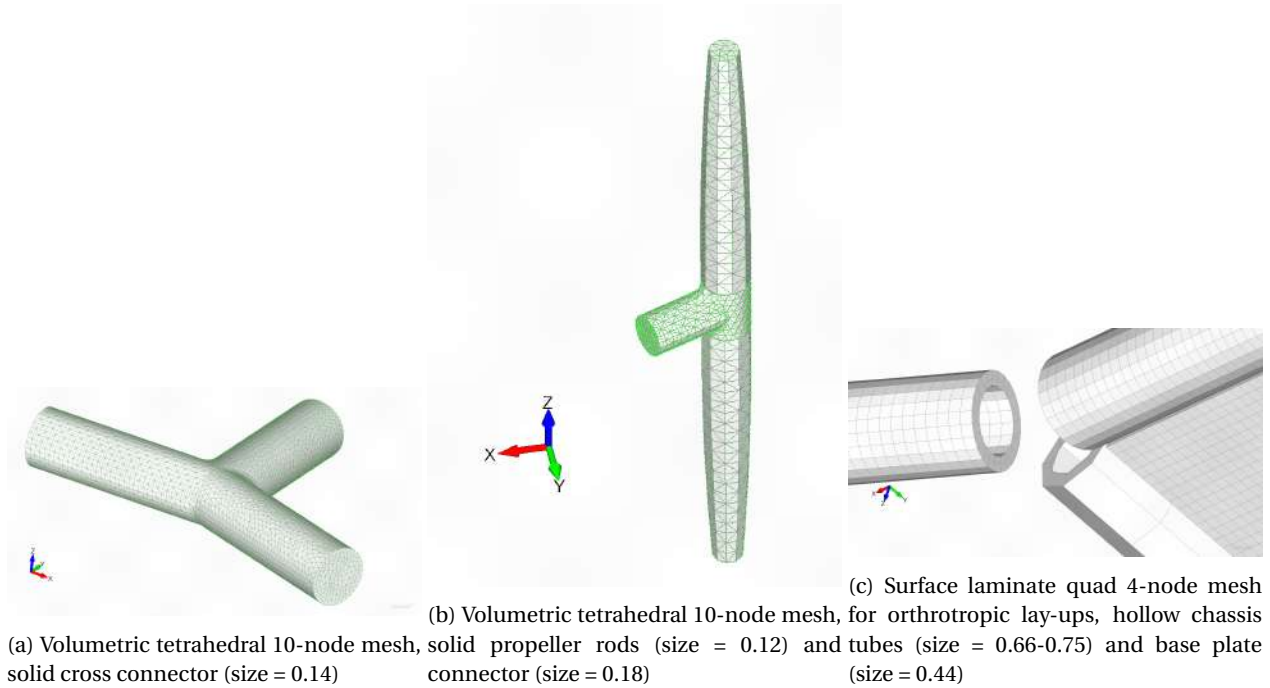 Z
Y
X
Z
X
Y
X
Z
Y
(a) Volumetric tetrahedral 10-node mesh,
solid cross connector (size = 0.14)
(b) Volumetric tetrahedral 10-node mesh,
solid propeller rods (size = 0.12) and
connector (size = 0.18)
(c) Surface laminate quad 4-node mesh
for orthrotropic lay-ups, hollow chassis
tubes (size = 0.66-0.75) and base plate
(size = 0.44)